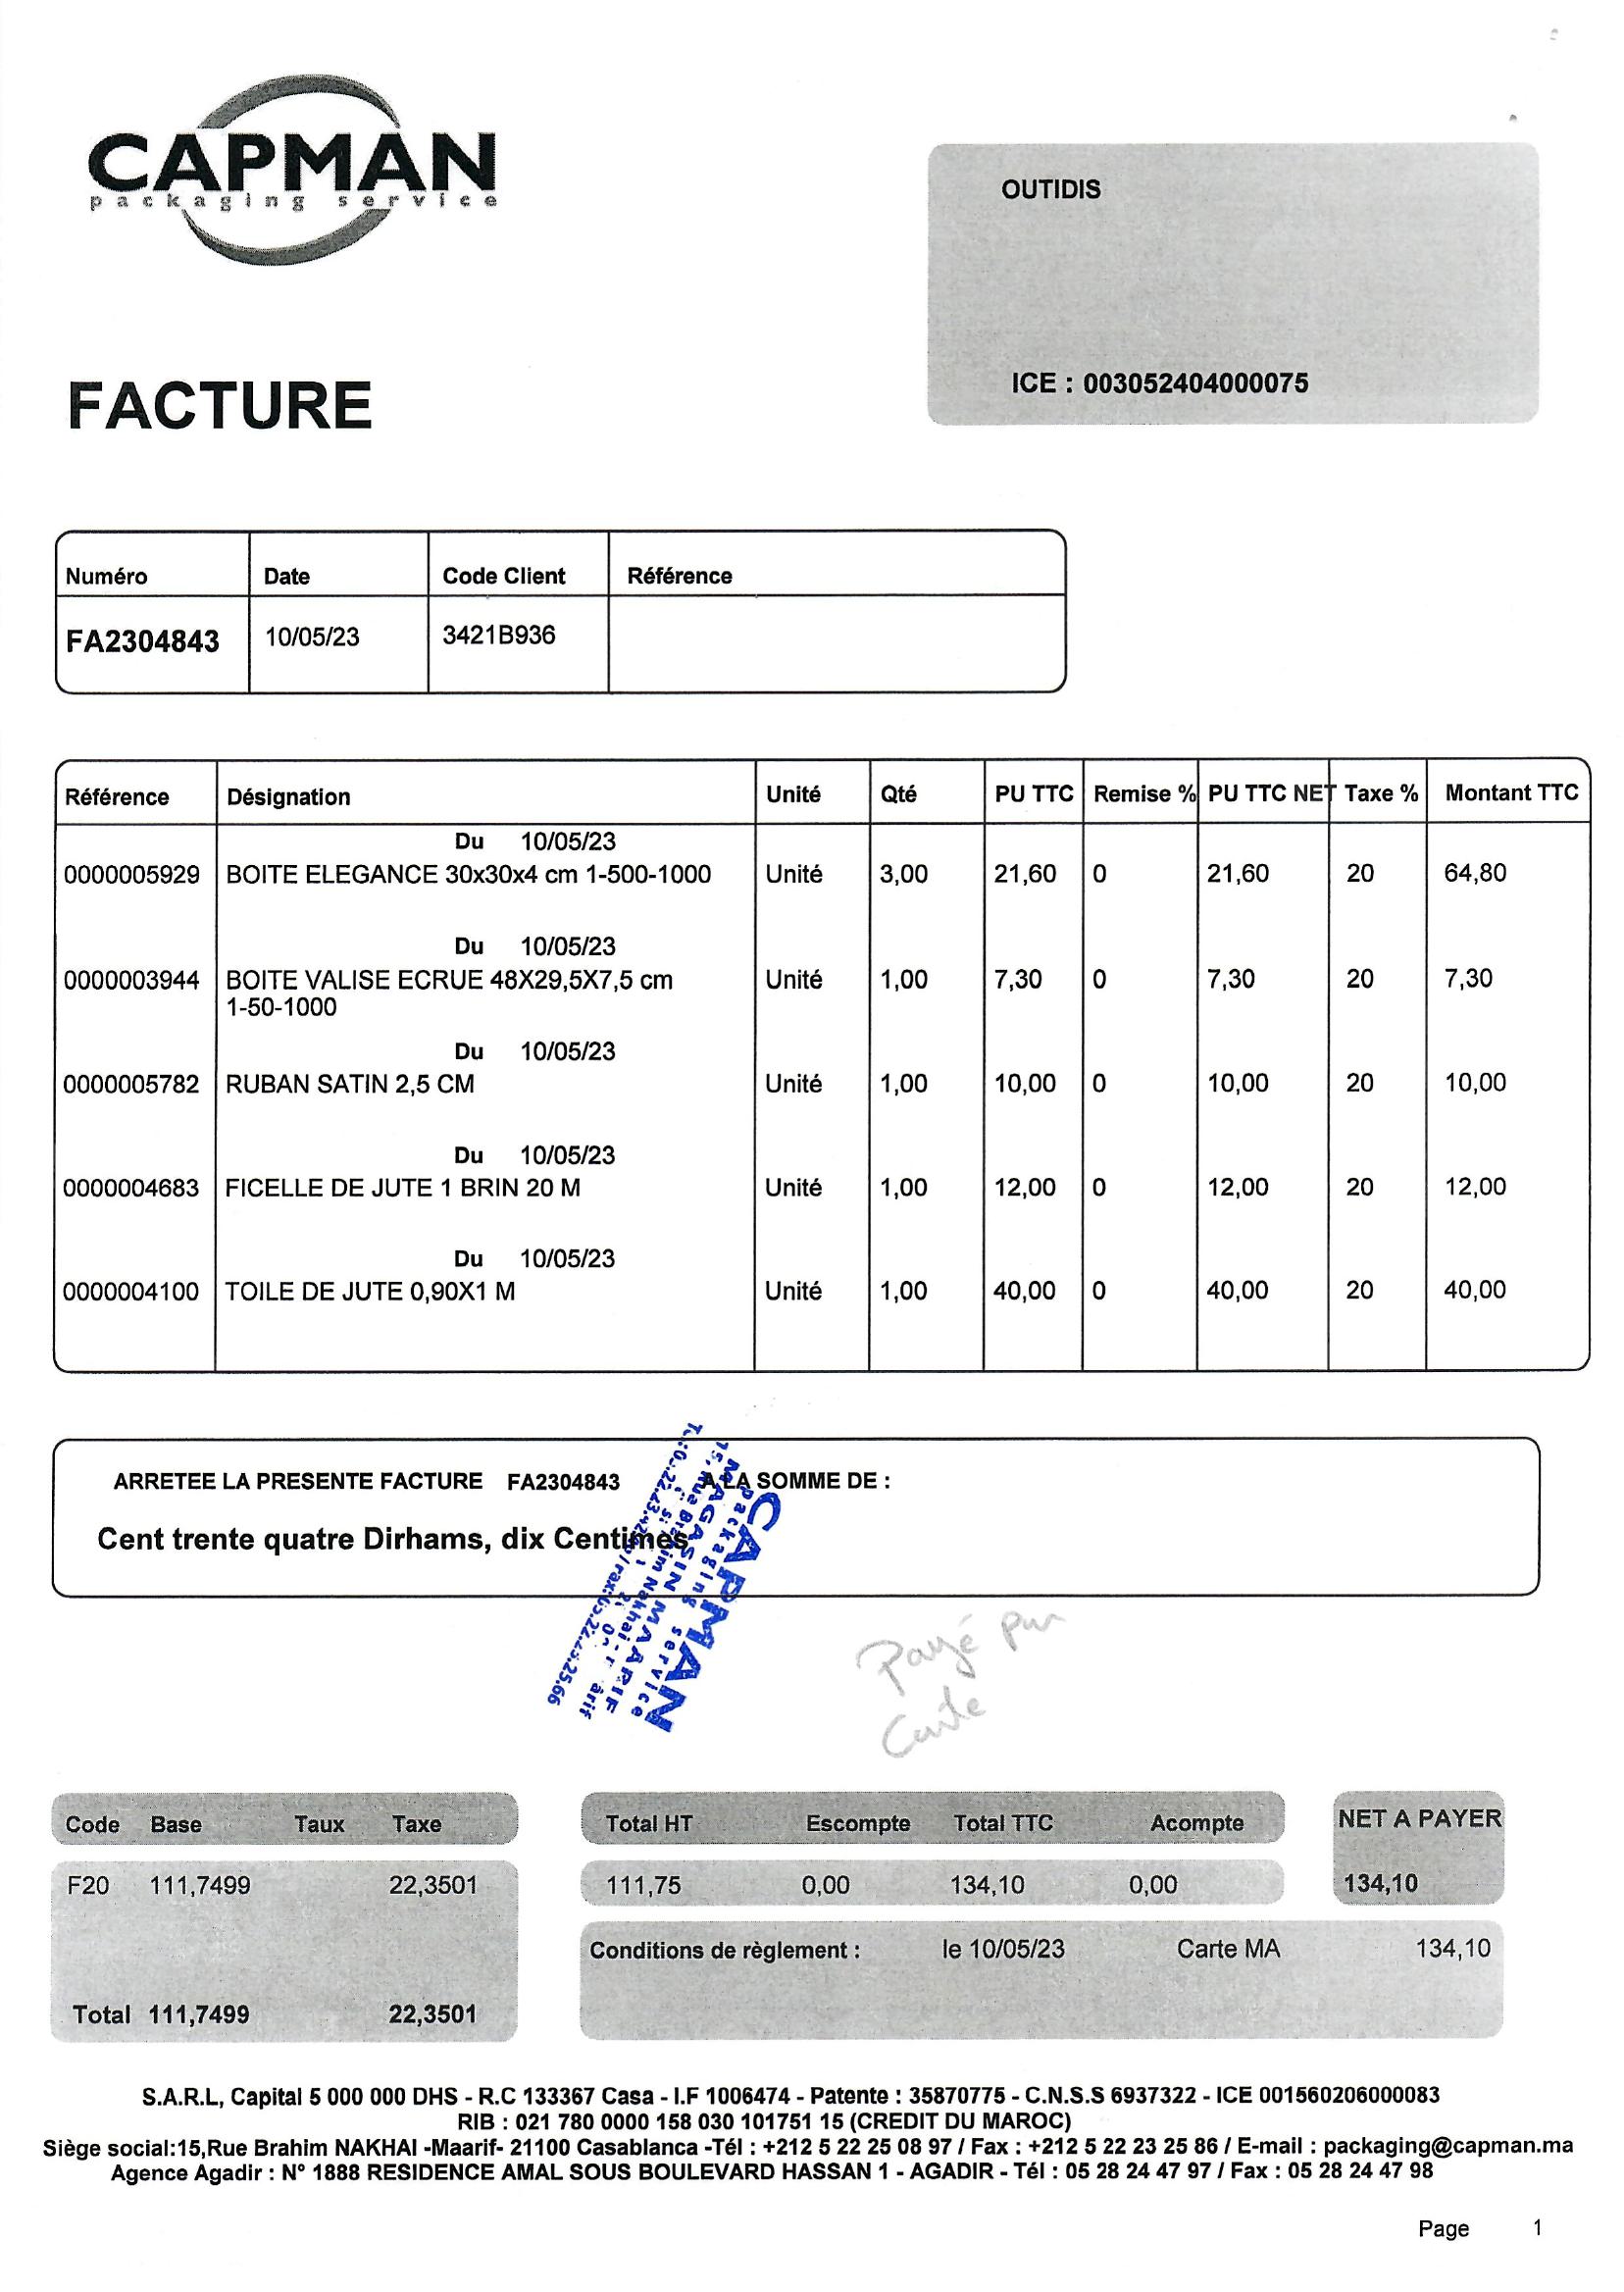 CAPMAN
packaging service
OUTIDIS
ICE : 003052404000075
FACTURE
Numéro Date Code Client Référence
FA2304843 10/05/23 3421B936
Référence Désignation Unité Qté PU TTC Remise % PU TTC NET Taxe % Montant TTC
Du 10/05/23
0000005929 BOITE ELEGANCE 30x30x4 cm 1-500-1000 Unité 3,00 21,60 0 21,60 20 64,80
Du 10/05/23
0000003944 BOITE VALISE ECRUE 48X29,5X7,5 cm Unité 1,00 7,30 0 7,30 20 7,30
1-50-1000
Du 10/05/23
0000005782 RUBAN SATIN 2,5 CM Unité 1,00 10,00 0 10,00 20 10,00
Du 10/05/23
0000004683 FICELLE DE JUTE 1 BRIN 20 M Unité 1,00 12,00 0 12,00 20 12,00
Du 10/05/23
0000004100 TOILE DE JUTE 0,90X1 M Unité 1,00 40,00 0 40,00 20 40,00
ARRETEE LA PRESENTE FACTURE FA2304843 A LA SOMME DE :
Cent trente quatre Dirhams, dix Centimes
CAPMAN
packaging service
MAGASIN MAARIF
15, Rue Brahim Nakhai
Payé par
Carte
Code Base Taux Taxe
F20 111,7499 22,3501
Total 111,7499 22,3501
Total HT Escompte Total TTC Acompte
111,75 0,00 134,10 0,00
NET A PAYER
134,10
Conditions de règlement : le 10/05/23 Carte MA 134,10
S.A.R.L, Capital 5 000 000 DHS - R.C 133367 Casa - I.F 1006474 - Patente : 35870775 - C.N.S.S 6937322 - ICE 001560206000083
RIB : 021 780 0000 158 030 101751 15 (CREDIT DU MAROC)
Siège social:15,Rue Brahim NAKHAI -Maarif- 21100 Casablanca -Tél : +212 5 22 25 08 97 / Fax : +212 5 22 23 25 86 / E-mail : packaging@capman.ma
Agence Agadir : N° 1888 RESIDENCE AMAL SOUS BOULEVARD HASSAN 1 - AGADIR - Tél : 05 28 24 47 97 / Fax : 05 28 24 47 98
Page 1